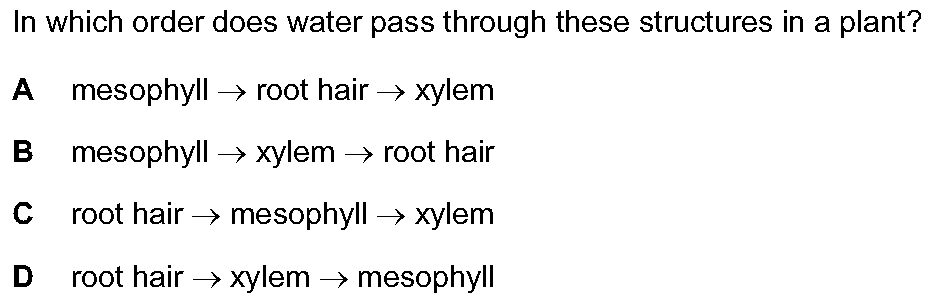 In which order does water pass through these structures in a plant?
A mesophyll → root hair → xylem
B mesophyll → xylem → root hair
C root hair → mesophyll → xylem
D root hair → xylem → mesophyll